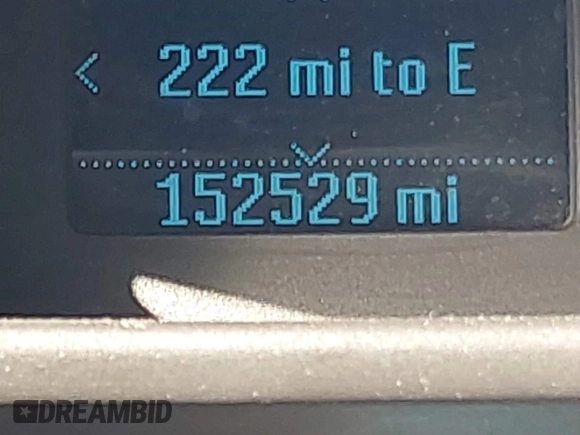 < 222 mi to E
152529 mi
DREAMBID